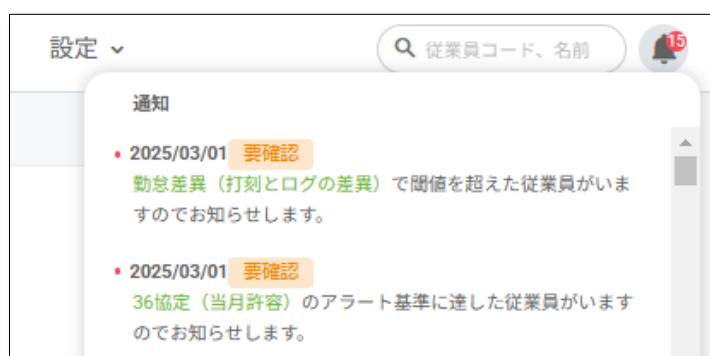 設定
従業員コード、名前
15
通知
2025/03/01 要確認
勤怠差異（打刻とログの差異）で閾値を超えた従業員がいま
すのでお知らせします。
2025/03/01 要確認
36協定（当月許容）のアラート基準に達した従業員がいます
のでお知らせします。